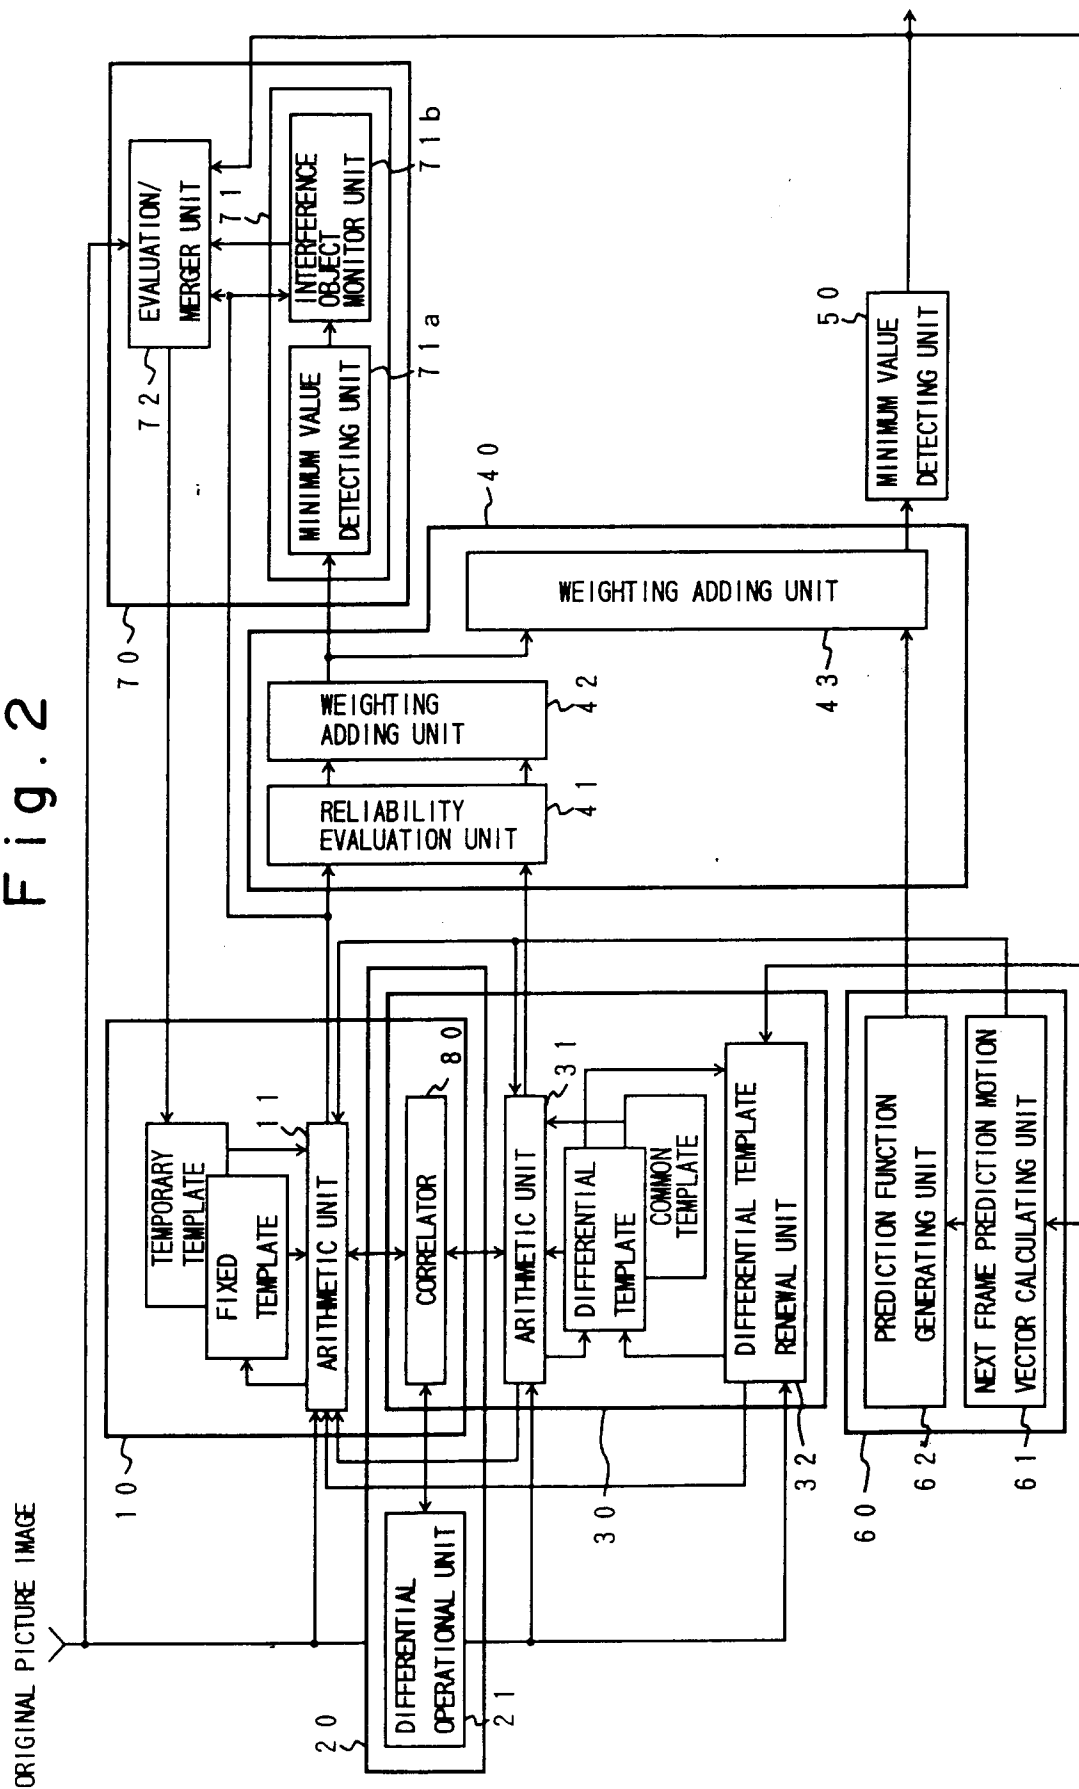 Fig. 2
ORIGINAL PICTURE IMAGE
10
TEMPORARY
TEMPLATE
FIXED
TEMPLATE
11
ARITHMETIC UNIT
20
DIFFERENTIAL
OPERATIONAL UNIT
21
CORRELATOR
80
30
ARITHMETIC UNIT
31
DIFFERENTIAL
TEMPLATE
COMMON
TEMPLATE
DIFFERENTIAL TEMPLATE
RENEWAL UNIT
32
60
PREDICTION FUNCTION
GENERATING UNIT
62
NEXT FRAME PREDICTION MOTION
VECTOR CALCULATING UNIT
61
RELIABILITY
EVALUATION UNIT
41
WEIGHTING
ADDING UNIT
42
WEIGHTING ADDING UNIT
43
40
70
EVALUATION/
MERGER UNIT
72
71
MINIMUM VALUE
DETECTING UNIT
71a
INTERFERENCE
OBJECT
MONITOR UNIT
71b
50
MINIMUM VALUE
DETECTING UNIT